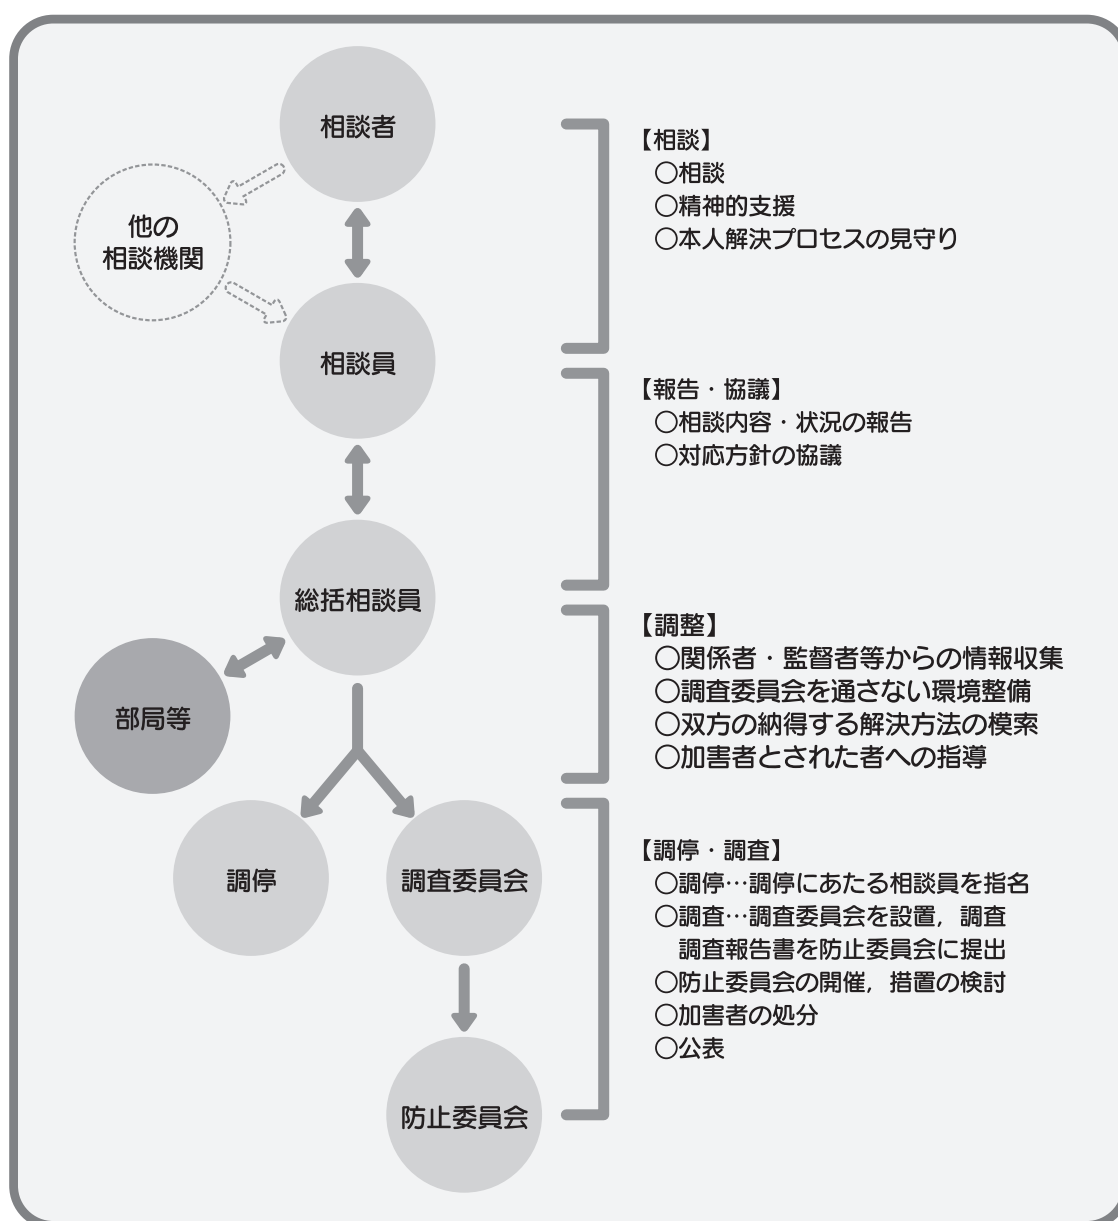 相談者
他の
相談機関
相談員
総括相談員
部局等
調停
調査委員会
防止委員会
【相談】
○相談
○精神的支援
○本人解決プロセスの見守り
【報告・協議】
○相談内容・状況の報告
○対応方針の協議
【調整】
○関係者・監督者等からの情報収集
○調査委員会を通さない環境整備
○双方の納得する解決方法の模索
○加害者とされた者への指導
【調停・調査】
○調停…調停にあたる相談員を指名
○調査…調査委員会を設置，調査
調査報告書を防止委員会に提出
○防止委員会の開催，措置の検討
○加害者の処分
○公表